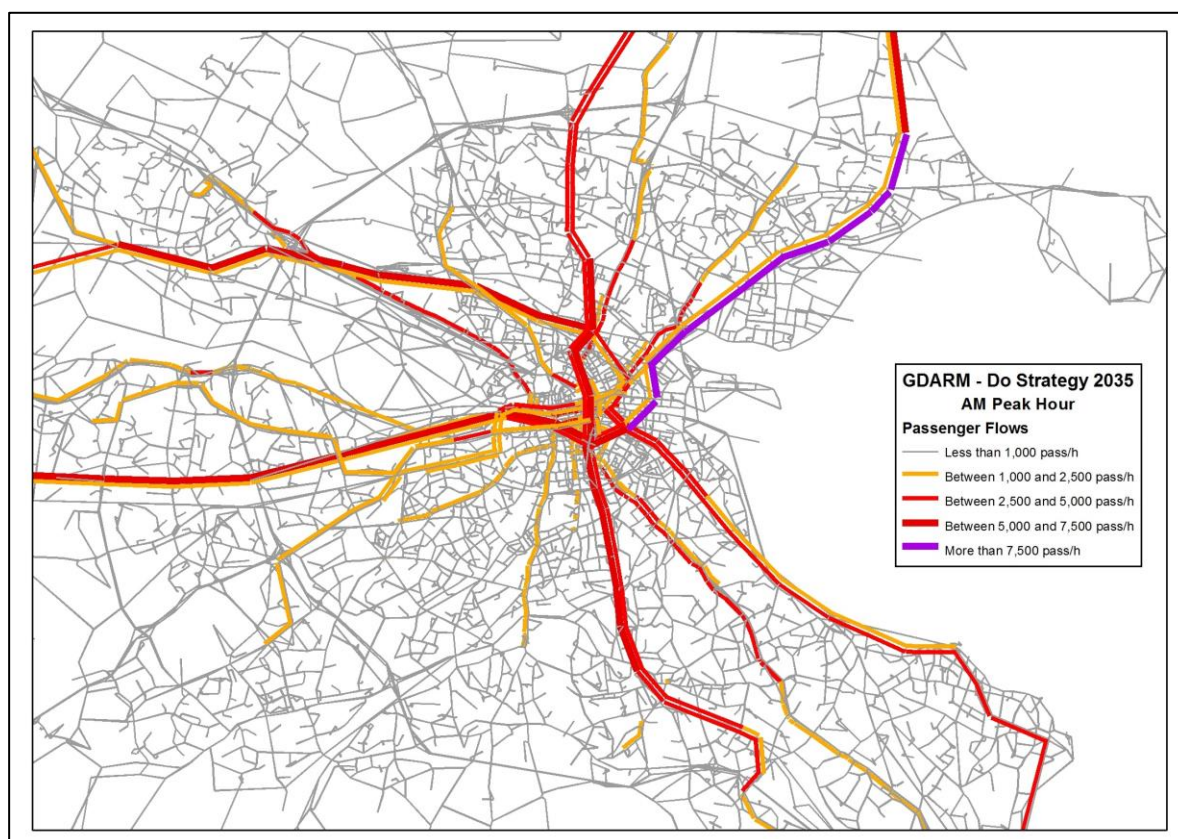 GDARM - Do Strategy 2035
AM Peak Hour
Passenger Flows
Less than 1,000 pass/h
Between 1,000 and 2,500 pass/h
Between 2,500 and 5,000 pass/h
Between 5,000 and 7,500 pass/h
More than 7,500 pass/h